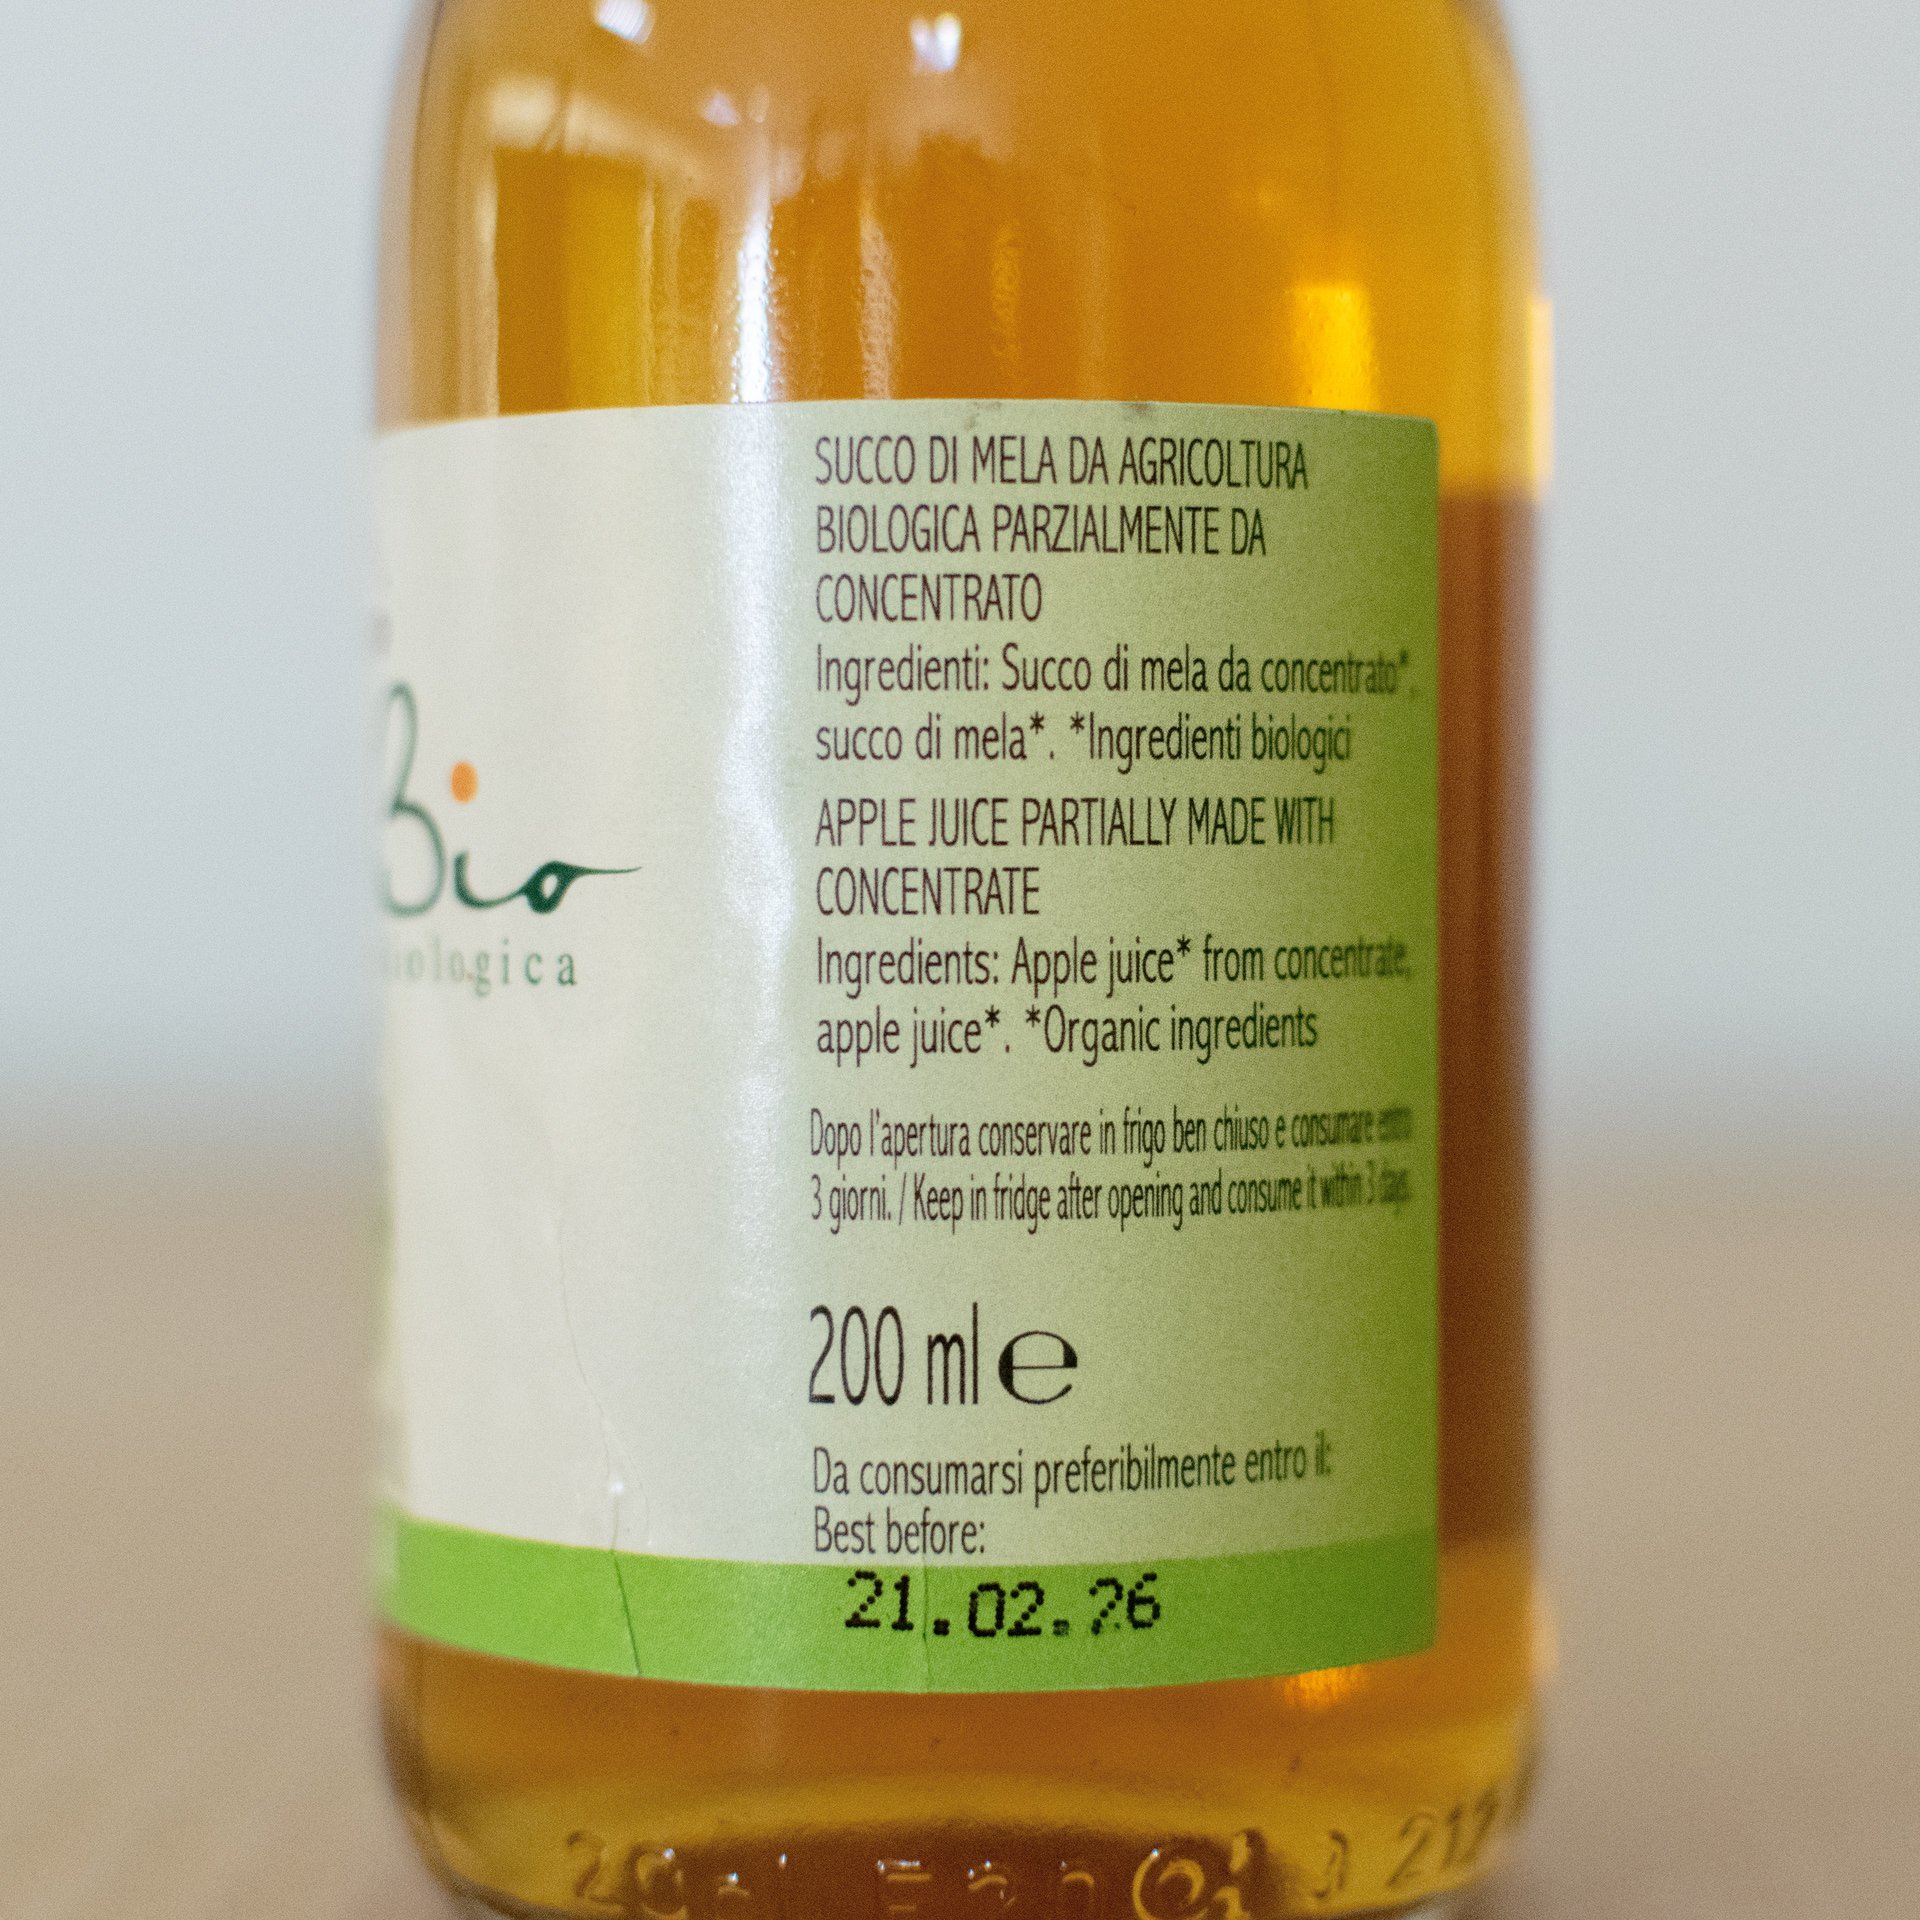 Bio
biologica
SUCCO DI MELA DA AGRICOLTURA
BIOLOGICA PARZIALMENTE DA
CONCENTRATO
Ingredienti: Succo di mela da concentrato*,
succo di mela*. *Ingredienti biologici
APPLE JUICE PARTIALLY MADE WITH
CONCENTRATE
Ingredients: Apple juice* from concentrate,
apple juice*. *Organic ingredients
Dopo l'apertura conservare in frigo ben chiuso e consumare entro
3 giorni. / Keep in fridge after opening and consume it within 3 days.
200 ml ℮
Da consumarsi preferibilmente entro il:
Best before:
21.02.26